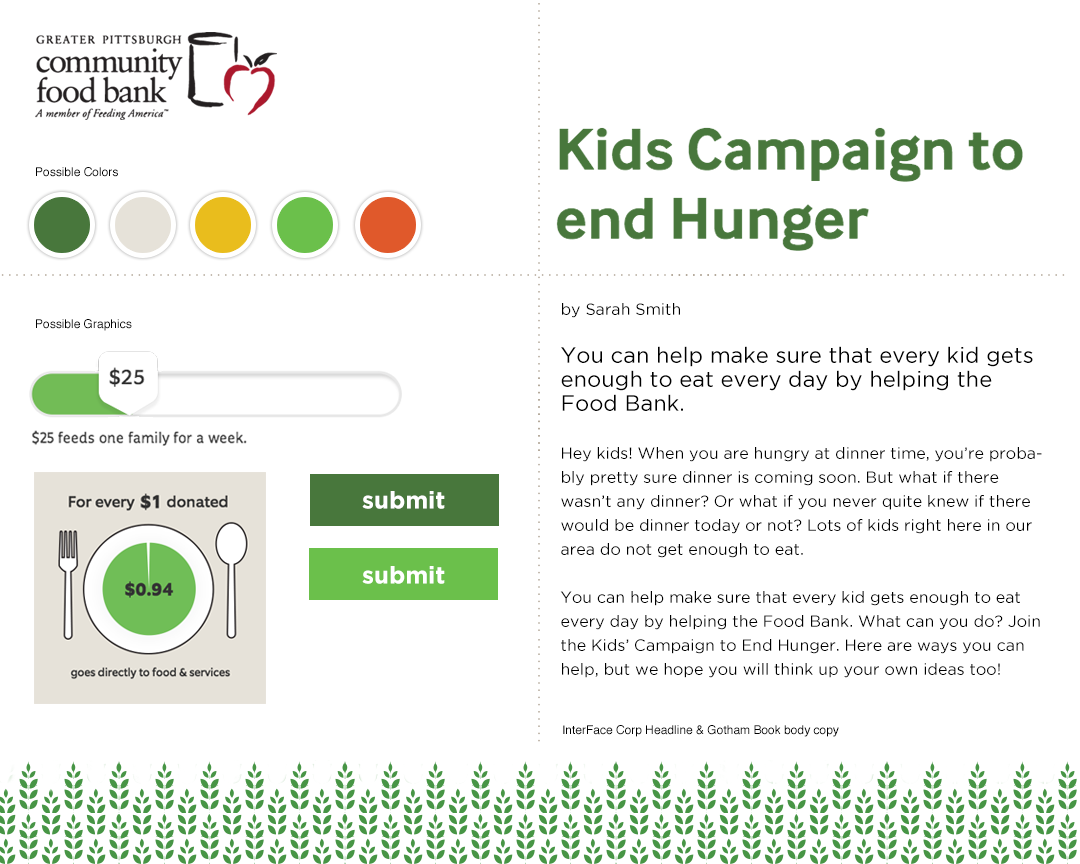 GREATER PITTSBURGH
community
food bank
A member of Feeding America™
Possible Colors
Kids Campaign to
end Hunger
Possible Graphics
$25
$25 feeds one family for a week.
For every $1 donated
$0.94
goes directly to food & services
submit
submit
by Sarah Smith
You can help make sure that every kid gets
enough to eat every day by helping the
Food Bank.
Hey kids! When you are hungry at dinner time, you’re proba-
bly pretty sure dinner is coming soon. But what if there
wasn’t any dinner? Or what if you never quite knew if there
would be dinner today or not? Lots of kids right here in our
area do not get enough to eat.
You can help make sure that every kid gets enough to eat
every day by helping the Food Bank. What can you do? Join
the Kids’ Campaign to End Hunger. Here are ways you can
help, but we hope you will think up your own ideas too!
InterFace Corp Headline & Gotham Book body copy